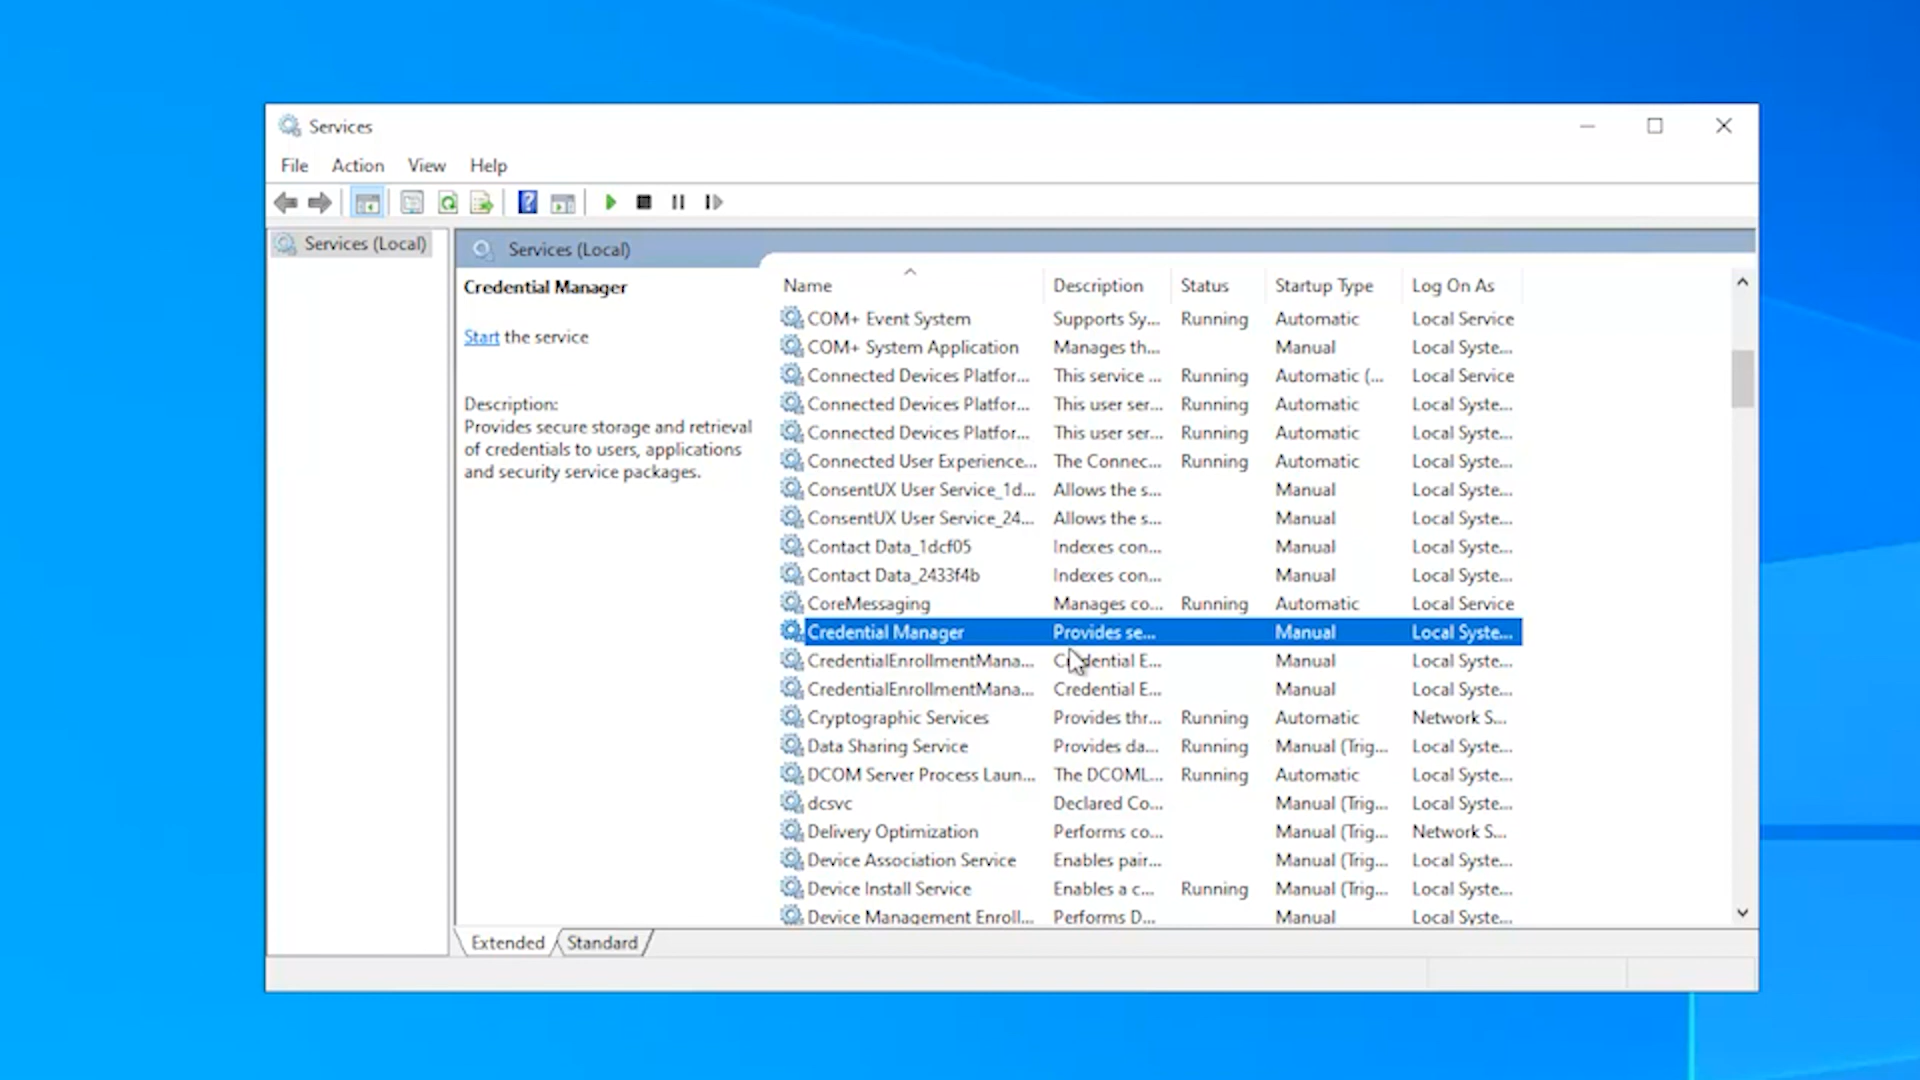 Services
File Action View Help
Services (Local)
Services (Local)
Credential Manager
Start the service
Description:
Provides secure storage and retrieval
of credentials to users, applications
and security service packages.
Name Description Status Startup Type Log On As
COM+ Event System Supports Sy... Running Automatic Local Service
COM+ System Application Manages th... Manual Local Syste...
Connected Devices Platfor... This service ... Running Automatic (... Local Service
Connected Devices Platfor... This user ser... Running Automatic Local Syste...
Connected Devices Platfor... This user ser... Running Automatic Local Syste...
Connected User Experience... The Connec... Running Automatic Local Syste...
ConsentUX User Service_1d... Allows the s... Manual Local Syste...
ConsentUX User Service_24... Allows the s... Manual Local Syste...
Contact Data_1dcf05 Indexes con... Manual Local Syste...
Contact Data_2433f4b Indexes con... Manual Local Syste...
CoreMessaging Manages co... Running Automatic Local Service
Credential Manager Provides se... Manual Local Syste...
CredentialEnrollmentMana... Credential E... Manual Local Syste...
CredentialEnrollmentMana... Credential E... Manual Local Syste...
Cryptographic Services Provides thr... Running Automatic Network S...
Data Sharing Service Provides da... Running Manual (Trig... Local Syste...
DCOM Server Process Laun... The DCOML... Running Automatic Local Syste...
dcsvc Declared Co... Manual (Trig... Local Syste...
Delivery Optimization Performs co... Manual (Trig... Network S...
Device Association Service Enables pair... Manual (Trig... Local Syste...
Device Install Service Enables a c... Running Manual (Trig... Local Syste...
Device Management Enroll... Performs D... Manual Local Syste...
Extended Standard